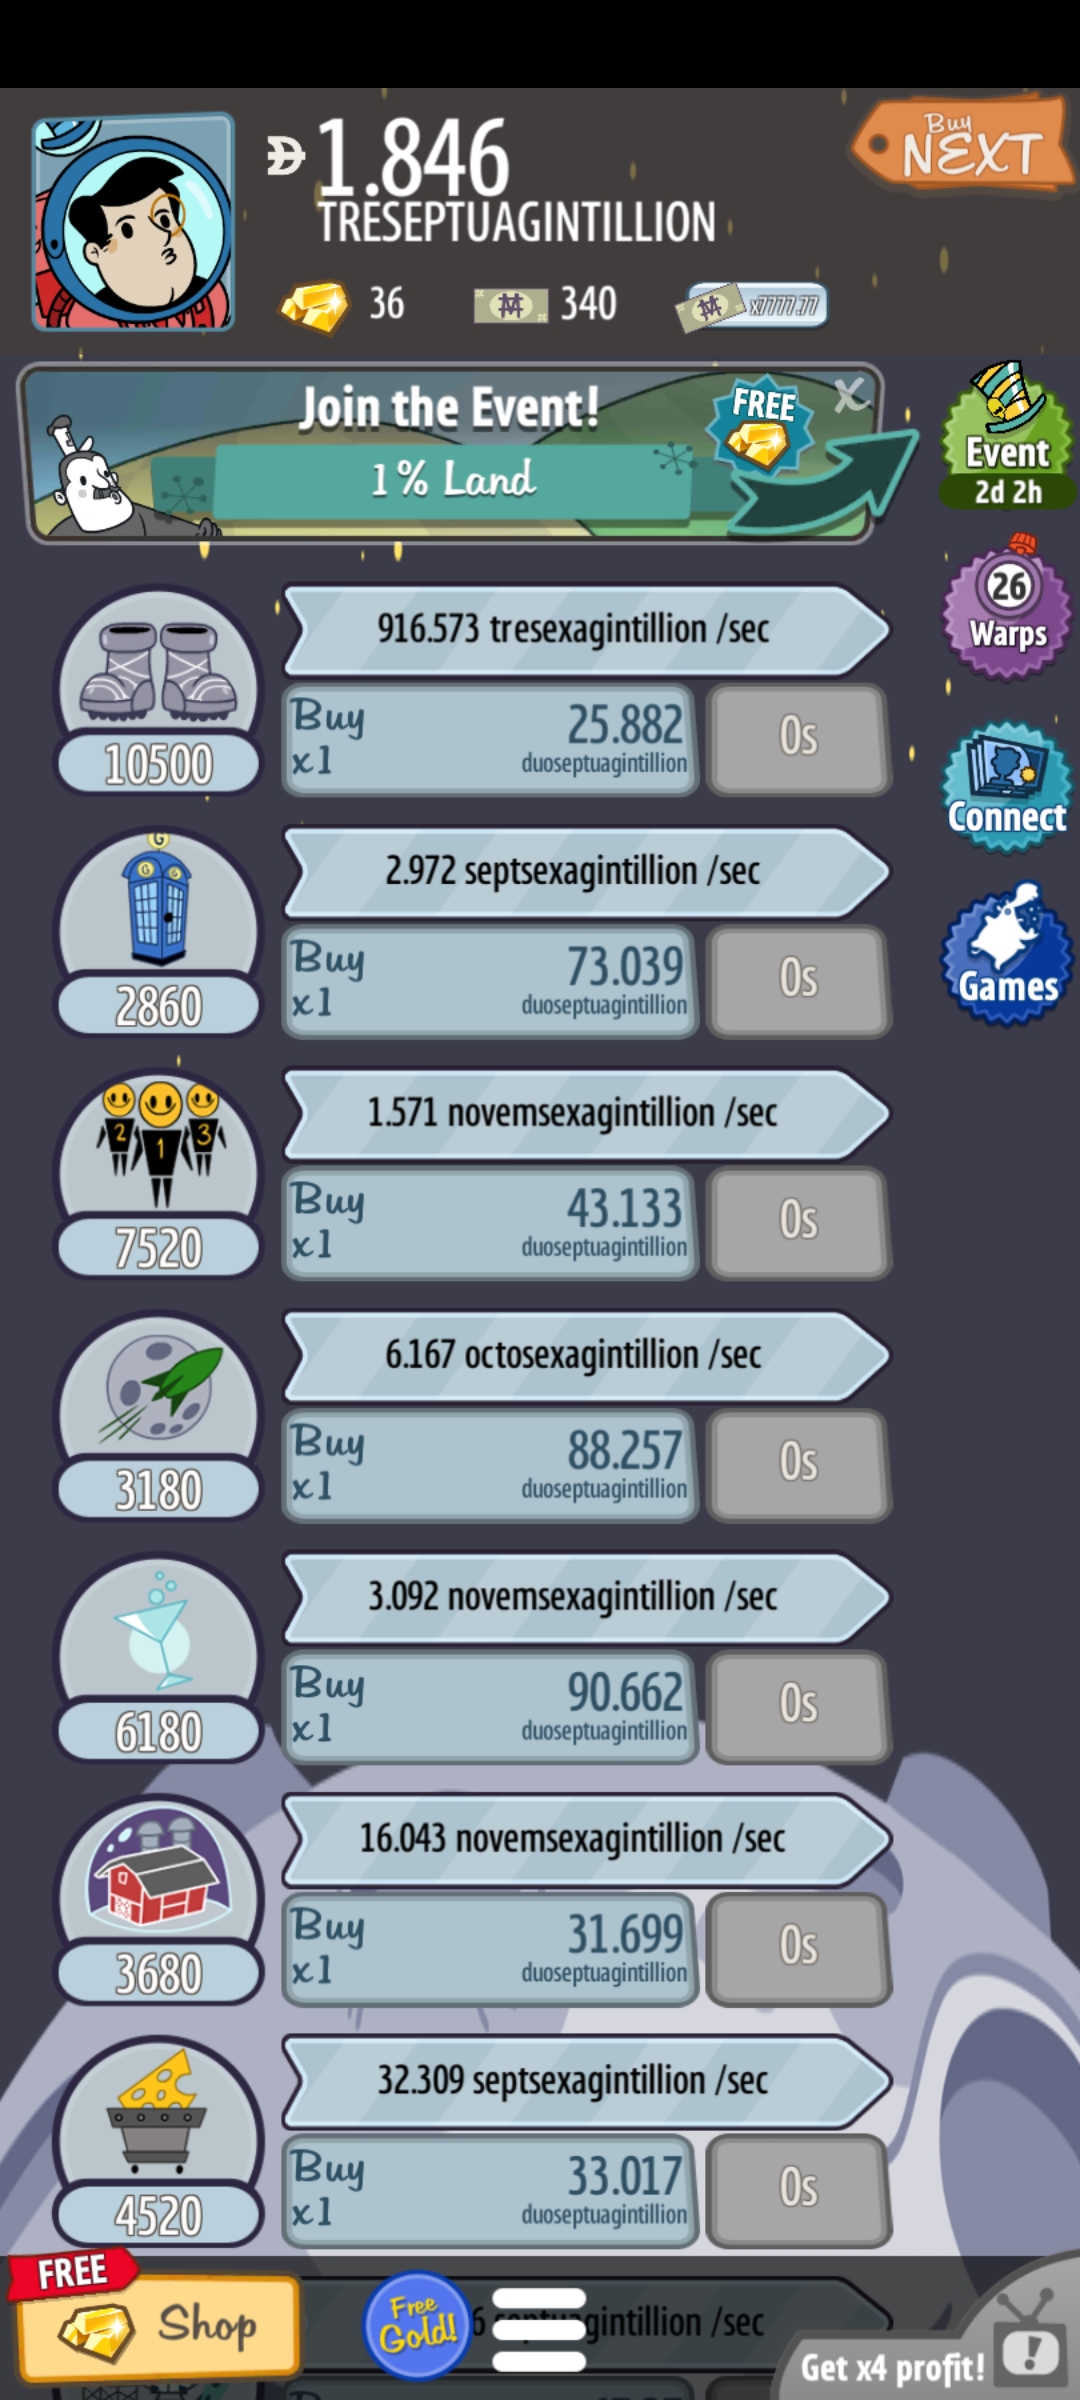 1.846
TRESEPTUAGINTILLION
Buy
NEXT
36
340
x7777.77
Join the Event!
1% Land
FREE
X
Event
2d 2h
26
Warps
Connect
Games
916.573 tresexagintillion /sec
10500
Buy
x1
25.882
duoseptuagintillion
0s
2.972 septsexagintillion /sec
G
G
G
2860
Buy
x1
73.039
duoseptuagintillion
0s
1.571 novemsexagintillion /sec
2
1
3
7520
Buy
x1
43.133
duoseptuagintillion
0s
6.167 octosexagintillion /sec
3180
Buy
x1
88.257
duoseptuagintillion
0s
3.092 novemsexagintillion /sec
6180
Buy
x1
90.662
duoseptuagintillion
0s
16.043 novemsexagintillion /sec
3680
Buy
x1
31.699
duoseptuagintillion
0s
32.309 septsexagintillion /sec
4520
Buy
x1
33.017
duoseptuagintillion
0s
FREE
Shop
Free
Gold!
/sec
Get x4 profit!
!